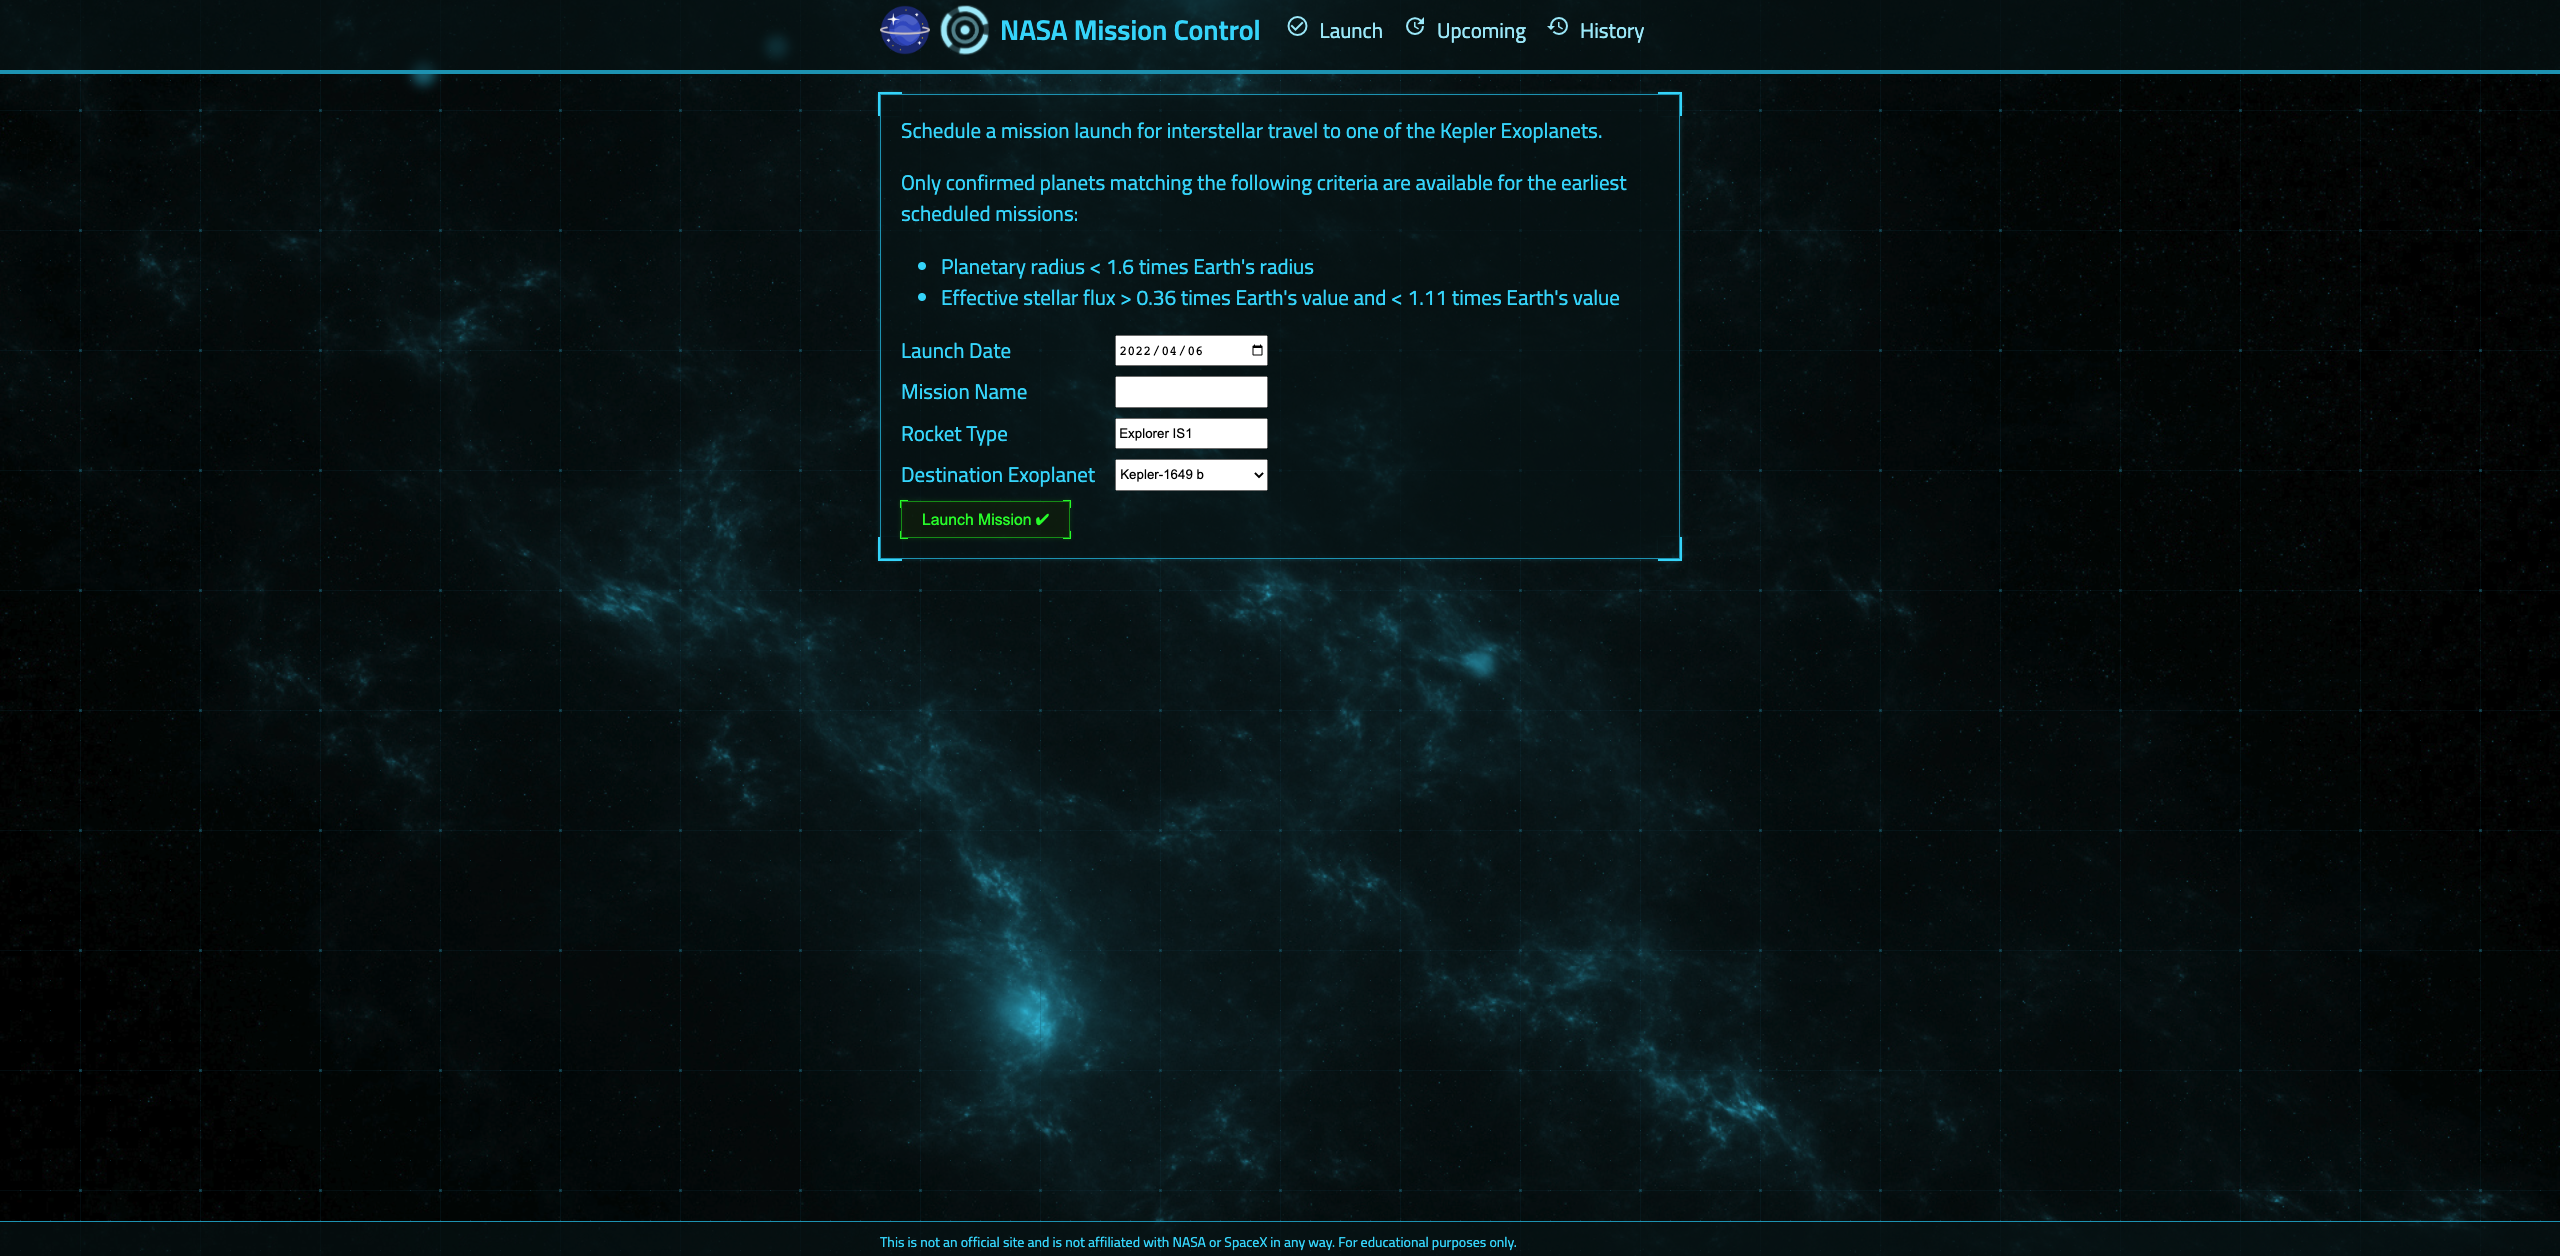 NASA Mission Control Launch Upcoming History
Schedule a mission launch for interstellar travel to one of the Kepler Exoplanets.
Only confirmed planets matching the following criteria are available for the earliest
scheduled missions:
Planetary radius < 1.6 times Earth's radius
Effective stellar flux > 0.36 times Earth's value and < 1.11 times Earth's value
Launch Date 2022/04/06
Mission Name
Rocket Type Explorer IS1
Destination Exoplanet Kepler-1649 b
Launch Mission ✔
This is not an official site and is not affiliated with NASA or SpaceX in any way. For educational purposes only.